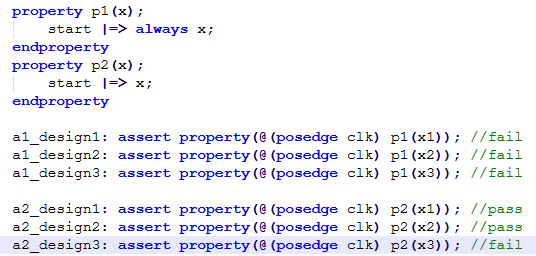 property p1(x);
start |=> always x;
endproperty
property p2(x);
start |=> x;
endproperty
a1_design1: assert property(@(posedge clk) p1(x1)); //fail
a1_design2: assert property(@(posedge clk) p1(x2)); //fail
a1_design3: assert property(@(posedge clk) p1(x3)); //fail
a2_design1: assert property(@(posedge clk) p2(x1)); //pass
a2_design2: assert property(@(posedge clk) p2(x2)); //pass
a2_design3: assert property(@(posedge clk) p2(x3)); //fail